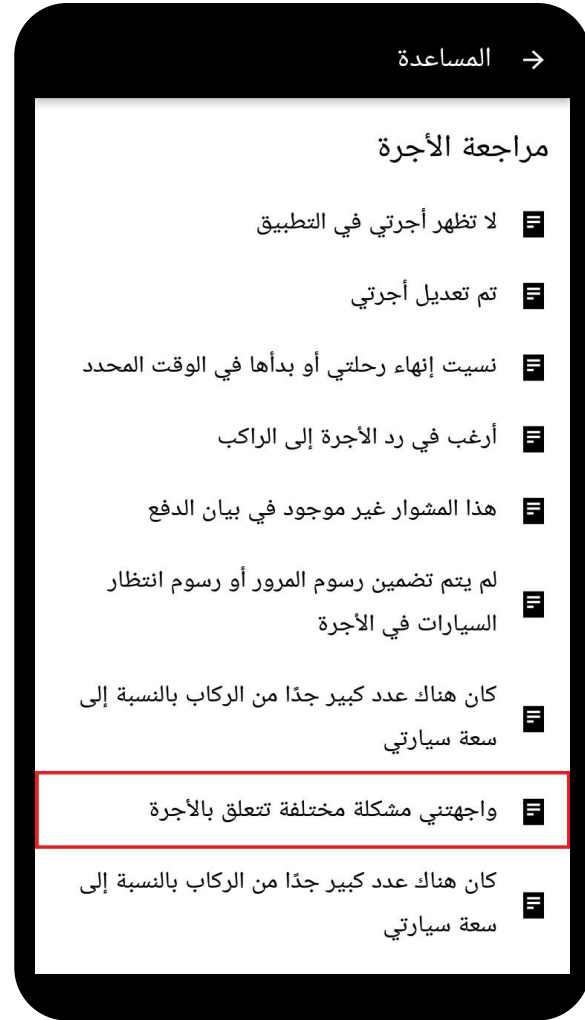 المساعدة
مراجعة الأجرة
لا تظهر أجرتي في التطبيق
تم تعديل أجرتي
نسيت إنهاء رحلتي أو بدأها في الوقت المحدد
أرغب في رد الأجرة إلى الراكب
هذا المشوار غير موجود في بيان الدفع
لم يتم تضمين رسوم المرور أو رسوم انتظار
السيارات في الأجرة
كان هناك عدد كبير جدًا من الركاب بالنسبة إلى
سعة سيارتي
واجهتني مشكلة مختلفة تتعلق بالأجرة
كان هناك عدد كبير جدًا من الركاب بالنسبة إلى
سعة سيارتي